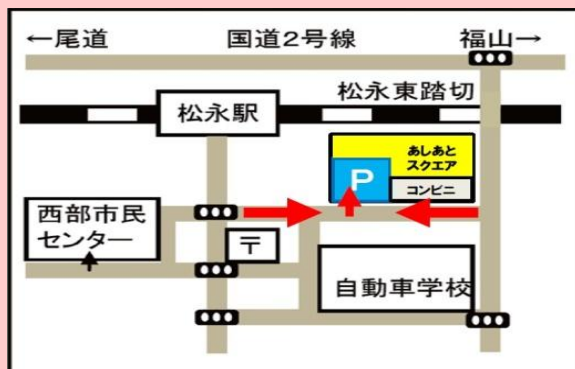 ←尾道 国道2号線 福山→
松永東踏切
松永駅
あしあと
スクエア
P
コンビニ
西部市民
センター
〒
自動車学校